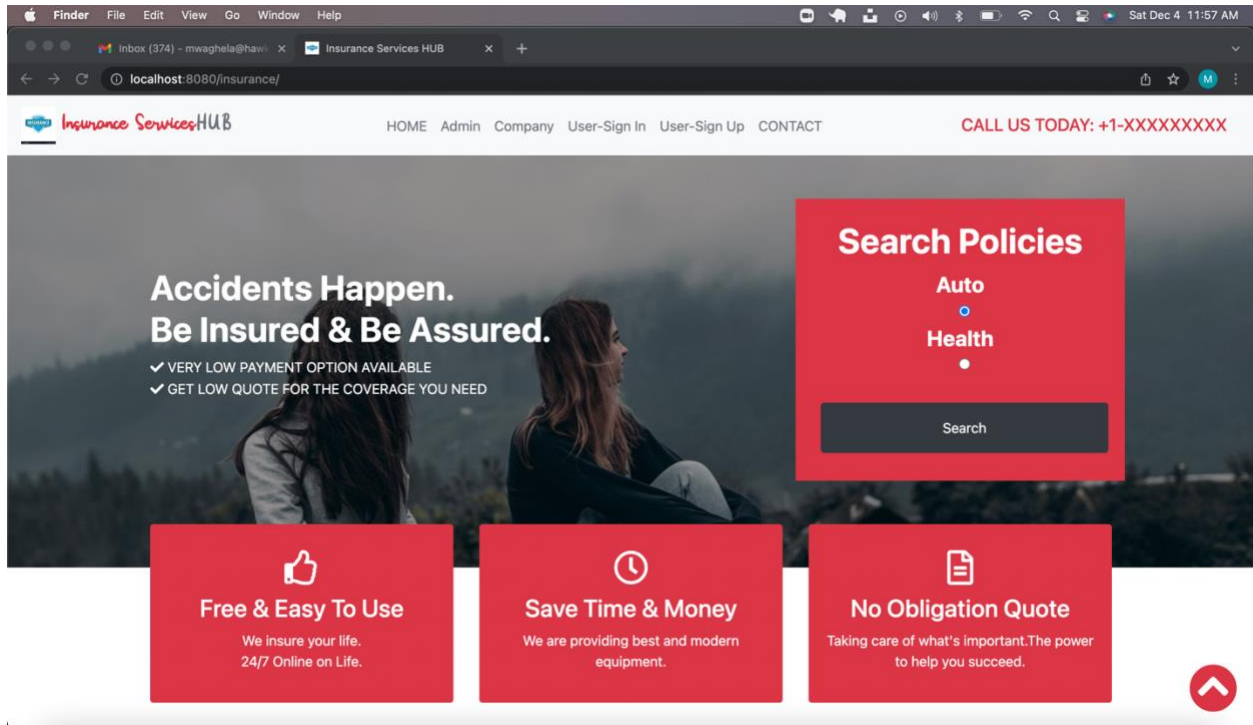 Finder File Edit View Go Window Help Sat Dec 4 11:57 AM
Inbox (374) - mwaghela@haw Insurance Services HUB
localhost:8080/insurance/ M
INSURANCE Insurance ServicesHUB HOME Admin Company User-Sign In User-Sign Up CONTACT CALL US TODAY: +1-XXXXXXXXX
Search Policies
Auto
Health
Search
Accidents Happen.
Be Insured & Be Assured.
VERY LOW PAYMENT OPTION AVAILABLE
GET LOW QUOTE FOR THE COVERAGE YOU NEED
Free & Easy To Use
We insure your life.
24/7 Online on Life.
Save Time & Money
We are providing best and modern
equipment.
No Obligation Quote
Taking care of what's important.The power
to help you succeed.